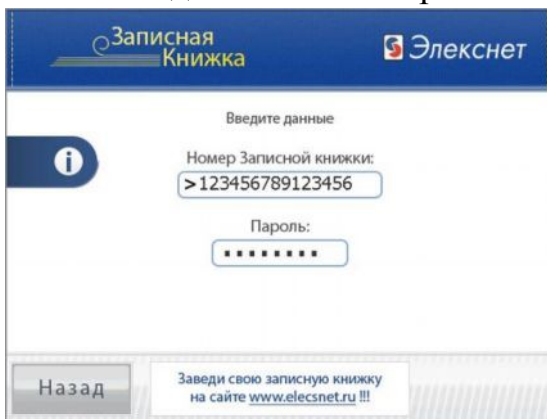 Записная
Книжка
Элекснет
Введите данные
Номер Записной книжки:
>123456789123456
Пароль:
▪▪▪▪▪▪▪▪
Назад
Заведи свою записную книжку
на сайте www.elecsnet.ru !!!